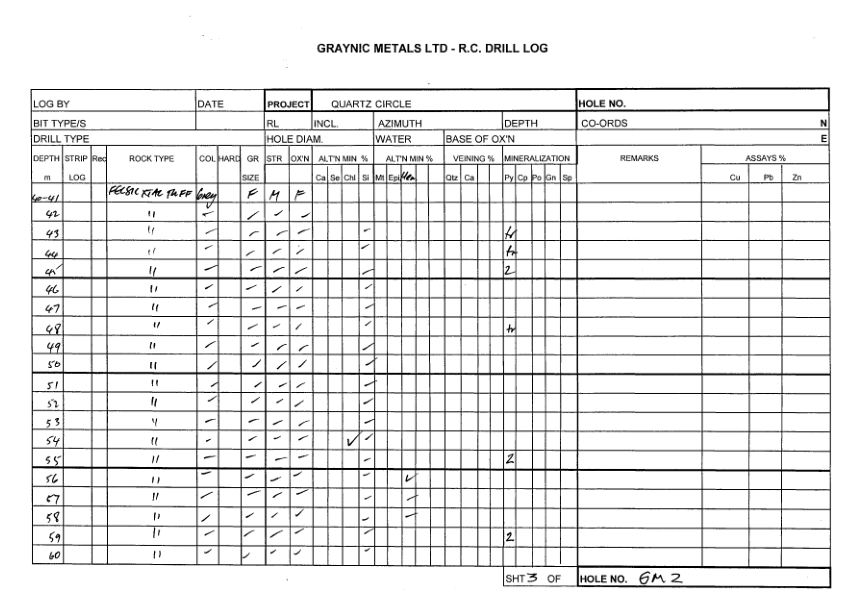 GRAYNIC METALS LTD - R.C. DRILL LOG
LOG BY DATE PROJECT QUARTZ CIRCLE HOLE NO.
BIT TYPE/S RL INCL. AZIMUTH DEPTH CO-ORDS N
DRILL TYPE HOLE DIAM. WATER BASE OF OX'N E
DEPTH STRIP Rec ROCK TYPE COL HARD GR STR OX'N ALT'N MIN % ALT'N MIN % VEINING % MINERALIZATION REMARKS ASSAYS %
m LOG SIZE Ca Se Chl Si Mt Epi Hem Qtz Ca Py Cp Po Gn Sp Cu Pb Zn
40-41 FELSIC XTAL TUFF Grey F M F
42 " – – – –
43 " – – – – – tr
44 " – – – – – tr
45 " – – – – – 2
46 " – – – – –
47 " – – – – –
48 " – – – – – tr
49 " – – – – –
50 " – – – – –
51 " – – – – –
52 " – – – – –
53 " – – – – –
54 " – – – – ✓ –
55 " – – – – – 2
56 " – – – – – ✓
57 " – – – – – –
58 " – – – – – –
59 " – – – – – 2
60 " – – – – –
SHT 3 OF HOLE NO. GM 2